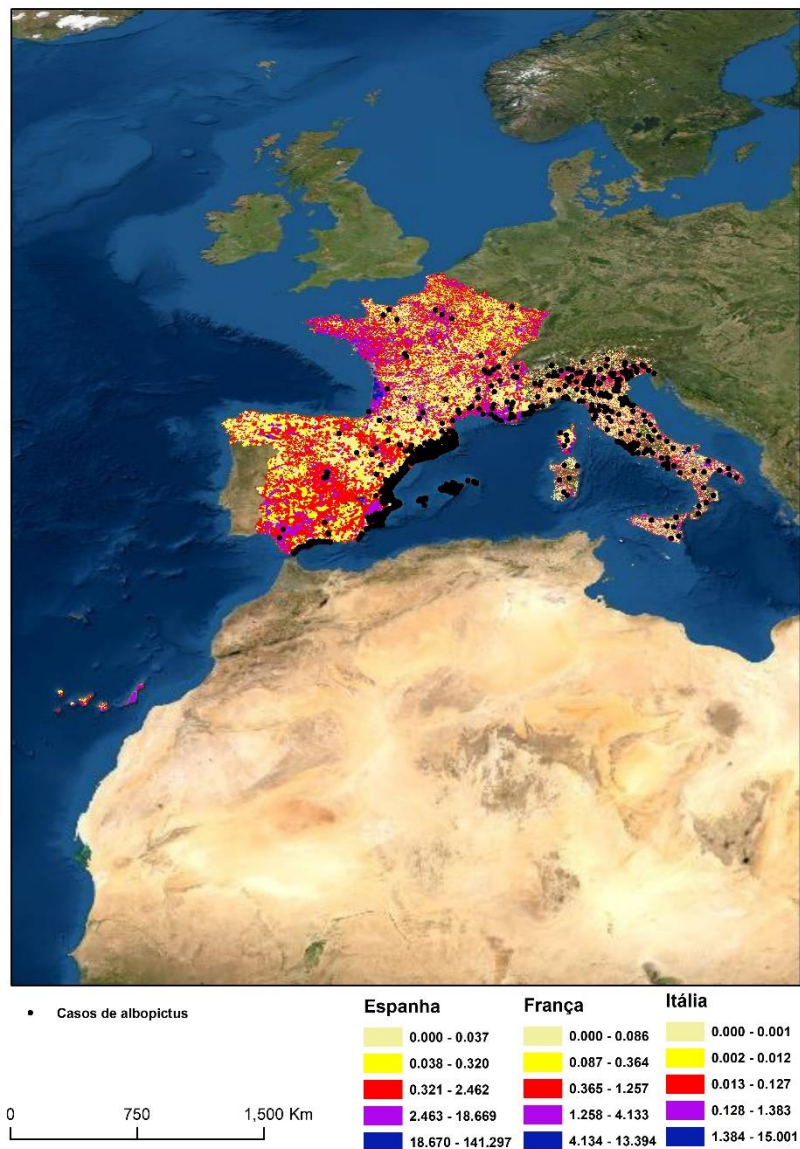 Casos de albopictus
0 750 1,500 Km
Espanha
0.000 - 0.037
0.038 - 0.320
0.321 - 2.462
2.463 - 18.669
18.670 - 141.297
França
0.000 - 0.086
0.087 - 0.364
0.365 - 1.257
1.258 - 4.133
4.134 - 13.394
Itália
0.000 - 0.001
0.002 - 0.012
0.013 - 0.127
0.128 - 1.383
1.384 - 15.001